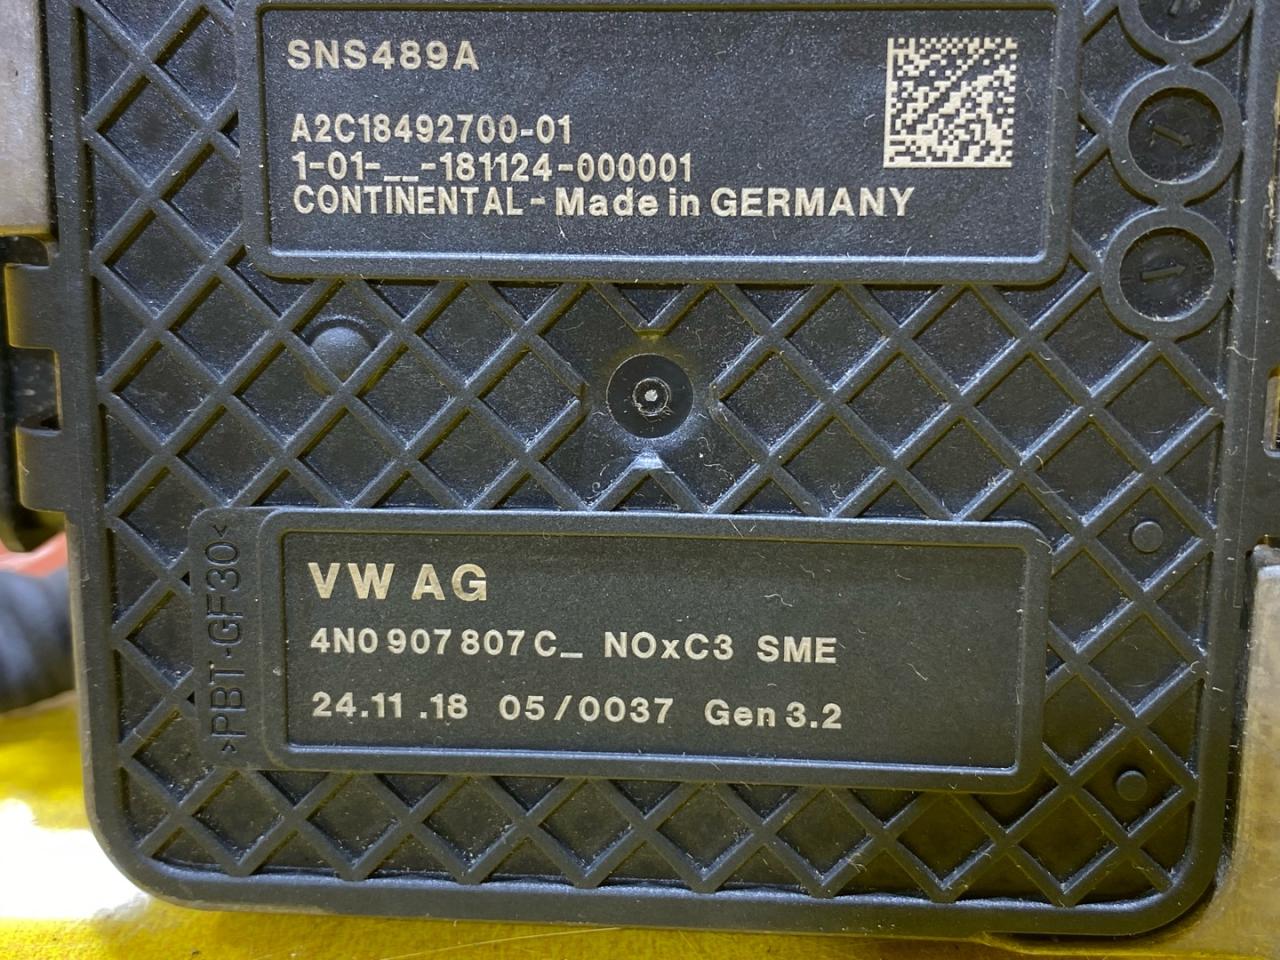 SNS489A
A2C18492700-01
1-01-__-181124-000001
CONTINENTAL - Made in GERMANY
>PBT-GF30<
VW AG
4N0 907 807 C_ NOxC3 SME
24.11 .18 05/0037 Gen 3.2